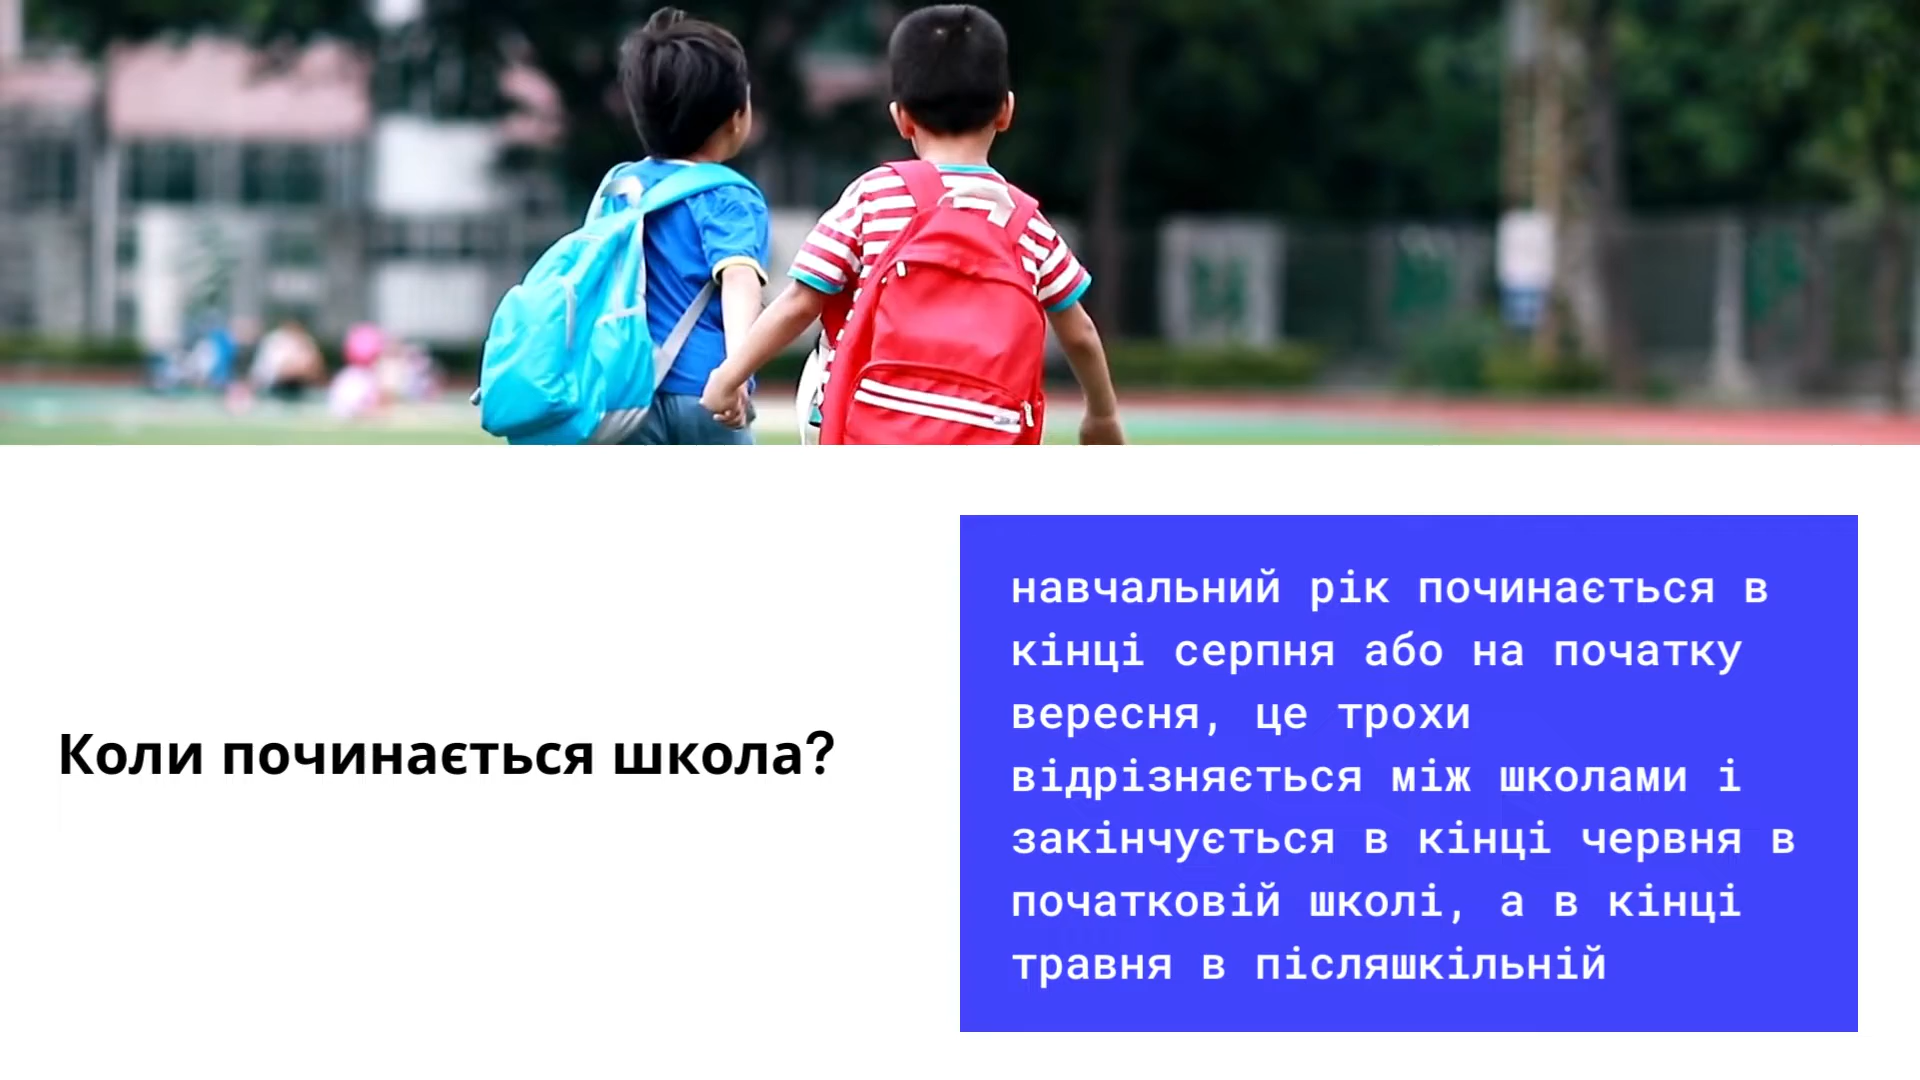 Коли починається школа?
навчальний рік починається в
кінці серпня або на початку
вересня, це трохи
відрізняється між школами і
закінчується в кінці червня в
початковій школі, а в кінці
травня в післяшкільній